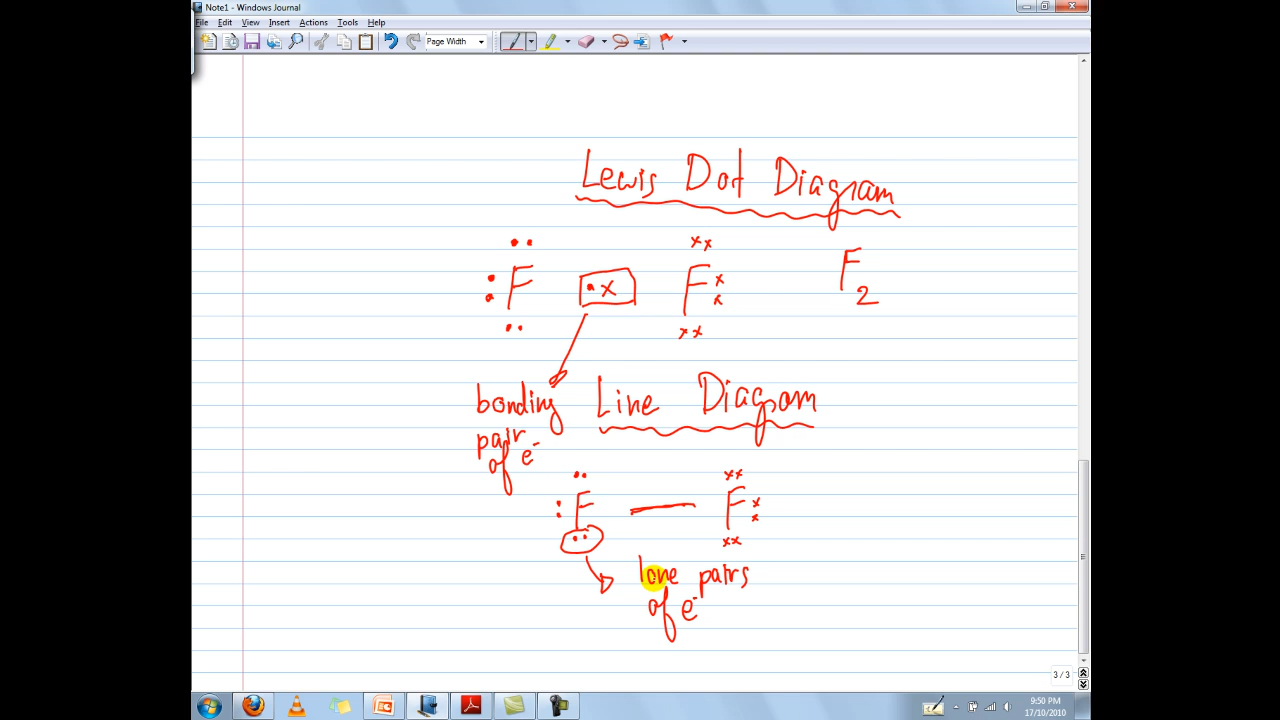 Note1 - Windows Journal
File Edit View Insert Actions Tools Help
Page Width
Lewis Dot Diagram
F •x F F2
bonding
pair
of e-
Line Diagram
F — F
lone pairs
of e-
3 / 3
9:50 PM
17/10/2010